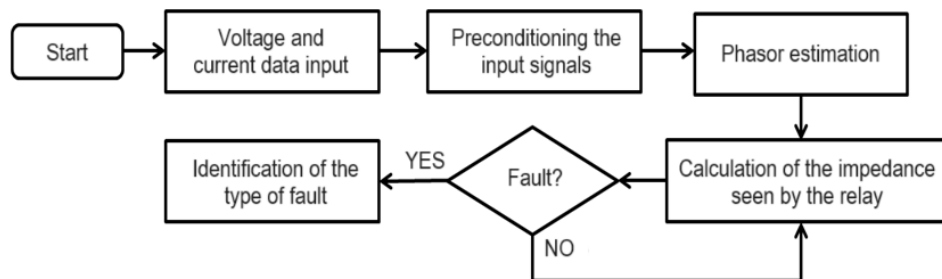 Start
Voltage and
current data input
Preconditioning the
input signals
Phasor estimation
Calculation of the impedance
seen by the relay
Fault?
YES
Identification of the
type of fault
NO